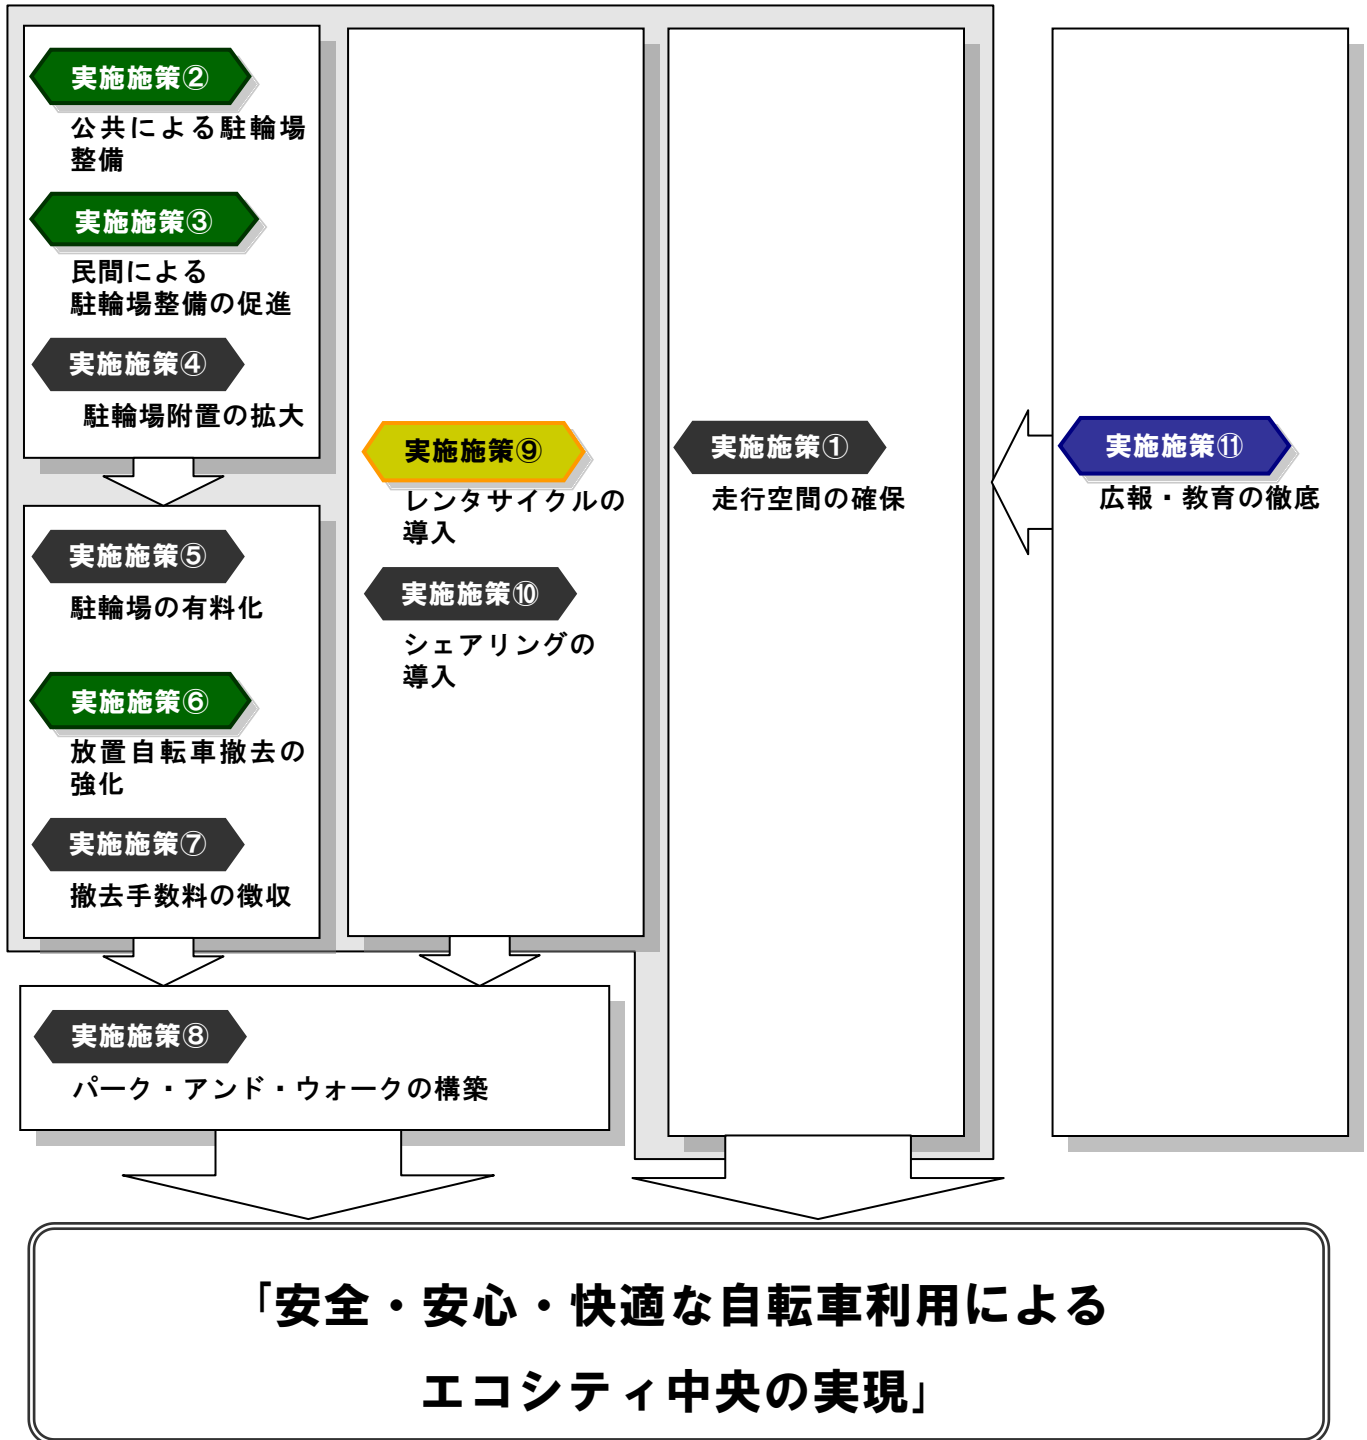 実施施策②
公共による駐輪場
整備
実施施策③
民間による
駐輪場整備の促進
実施施策④
駐輪場附置の拡大
実施施策⑤
駐輪場の有料化
実施施策⑥
放置自転車撤去の
強化
実施施策⑦
撤去手数料の徴収
実施施策⑨
レンタサイクルの
導入
実施施策⑩
シェアリングの
導入
実施施策①
走行空間の確保
実施施策⑪
広報・教育の徹底
実施施策⑧
パーク・アンド・ウォークの構築
「安全・安心・快適な自転車利用による
エコシティ中央の実現」